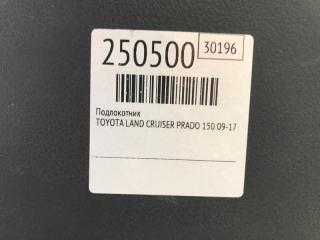 250500 30196
Подлокотник
TOYOTA LAND CRUISER PRADO 150 09-17